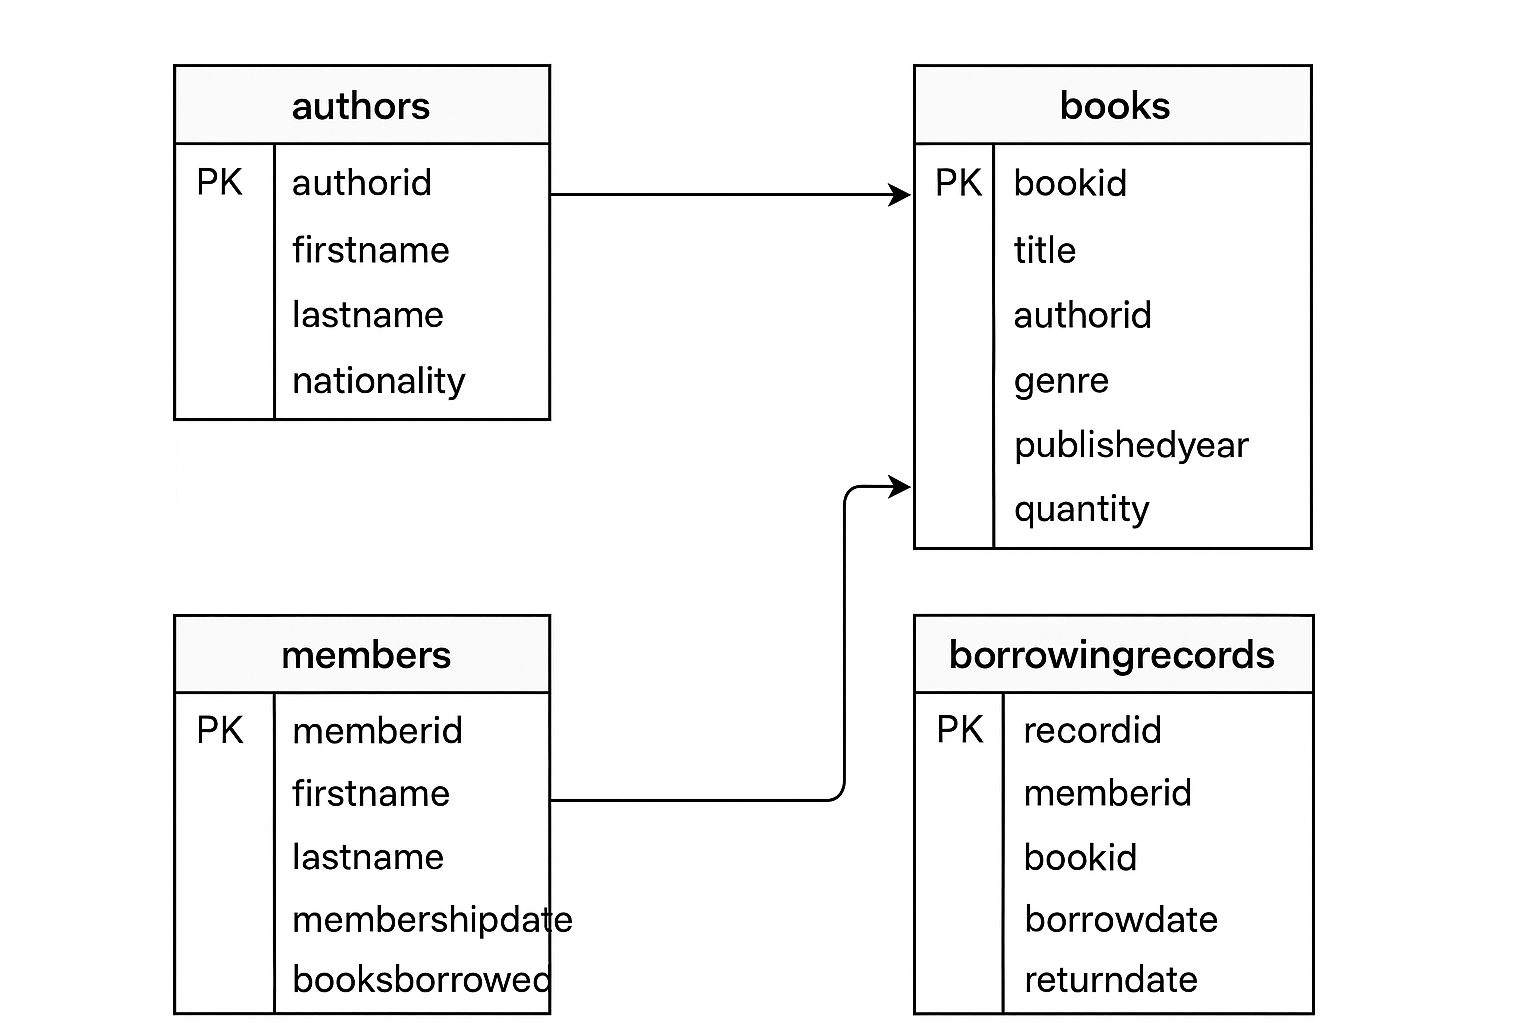 authors
PK authorid
firstname
lastname
nationality
books
PK bookid
title
authorid
genre
publishedyear
quantity
members
PK memberid
firstname
lastname
membershipdate
booksborrowed
borrowingrecords
PK recordid
memberid
bookid
borrowdate
returndate